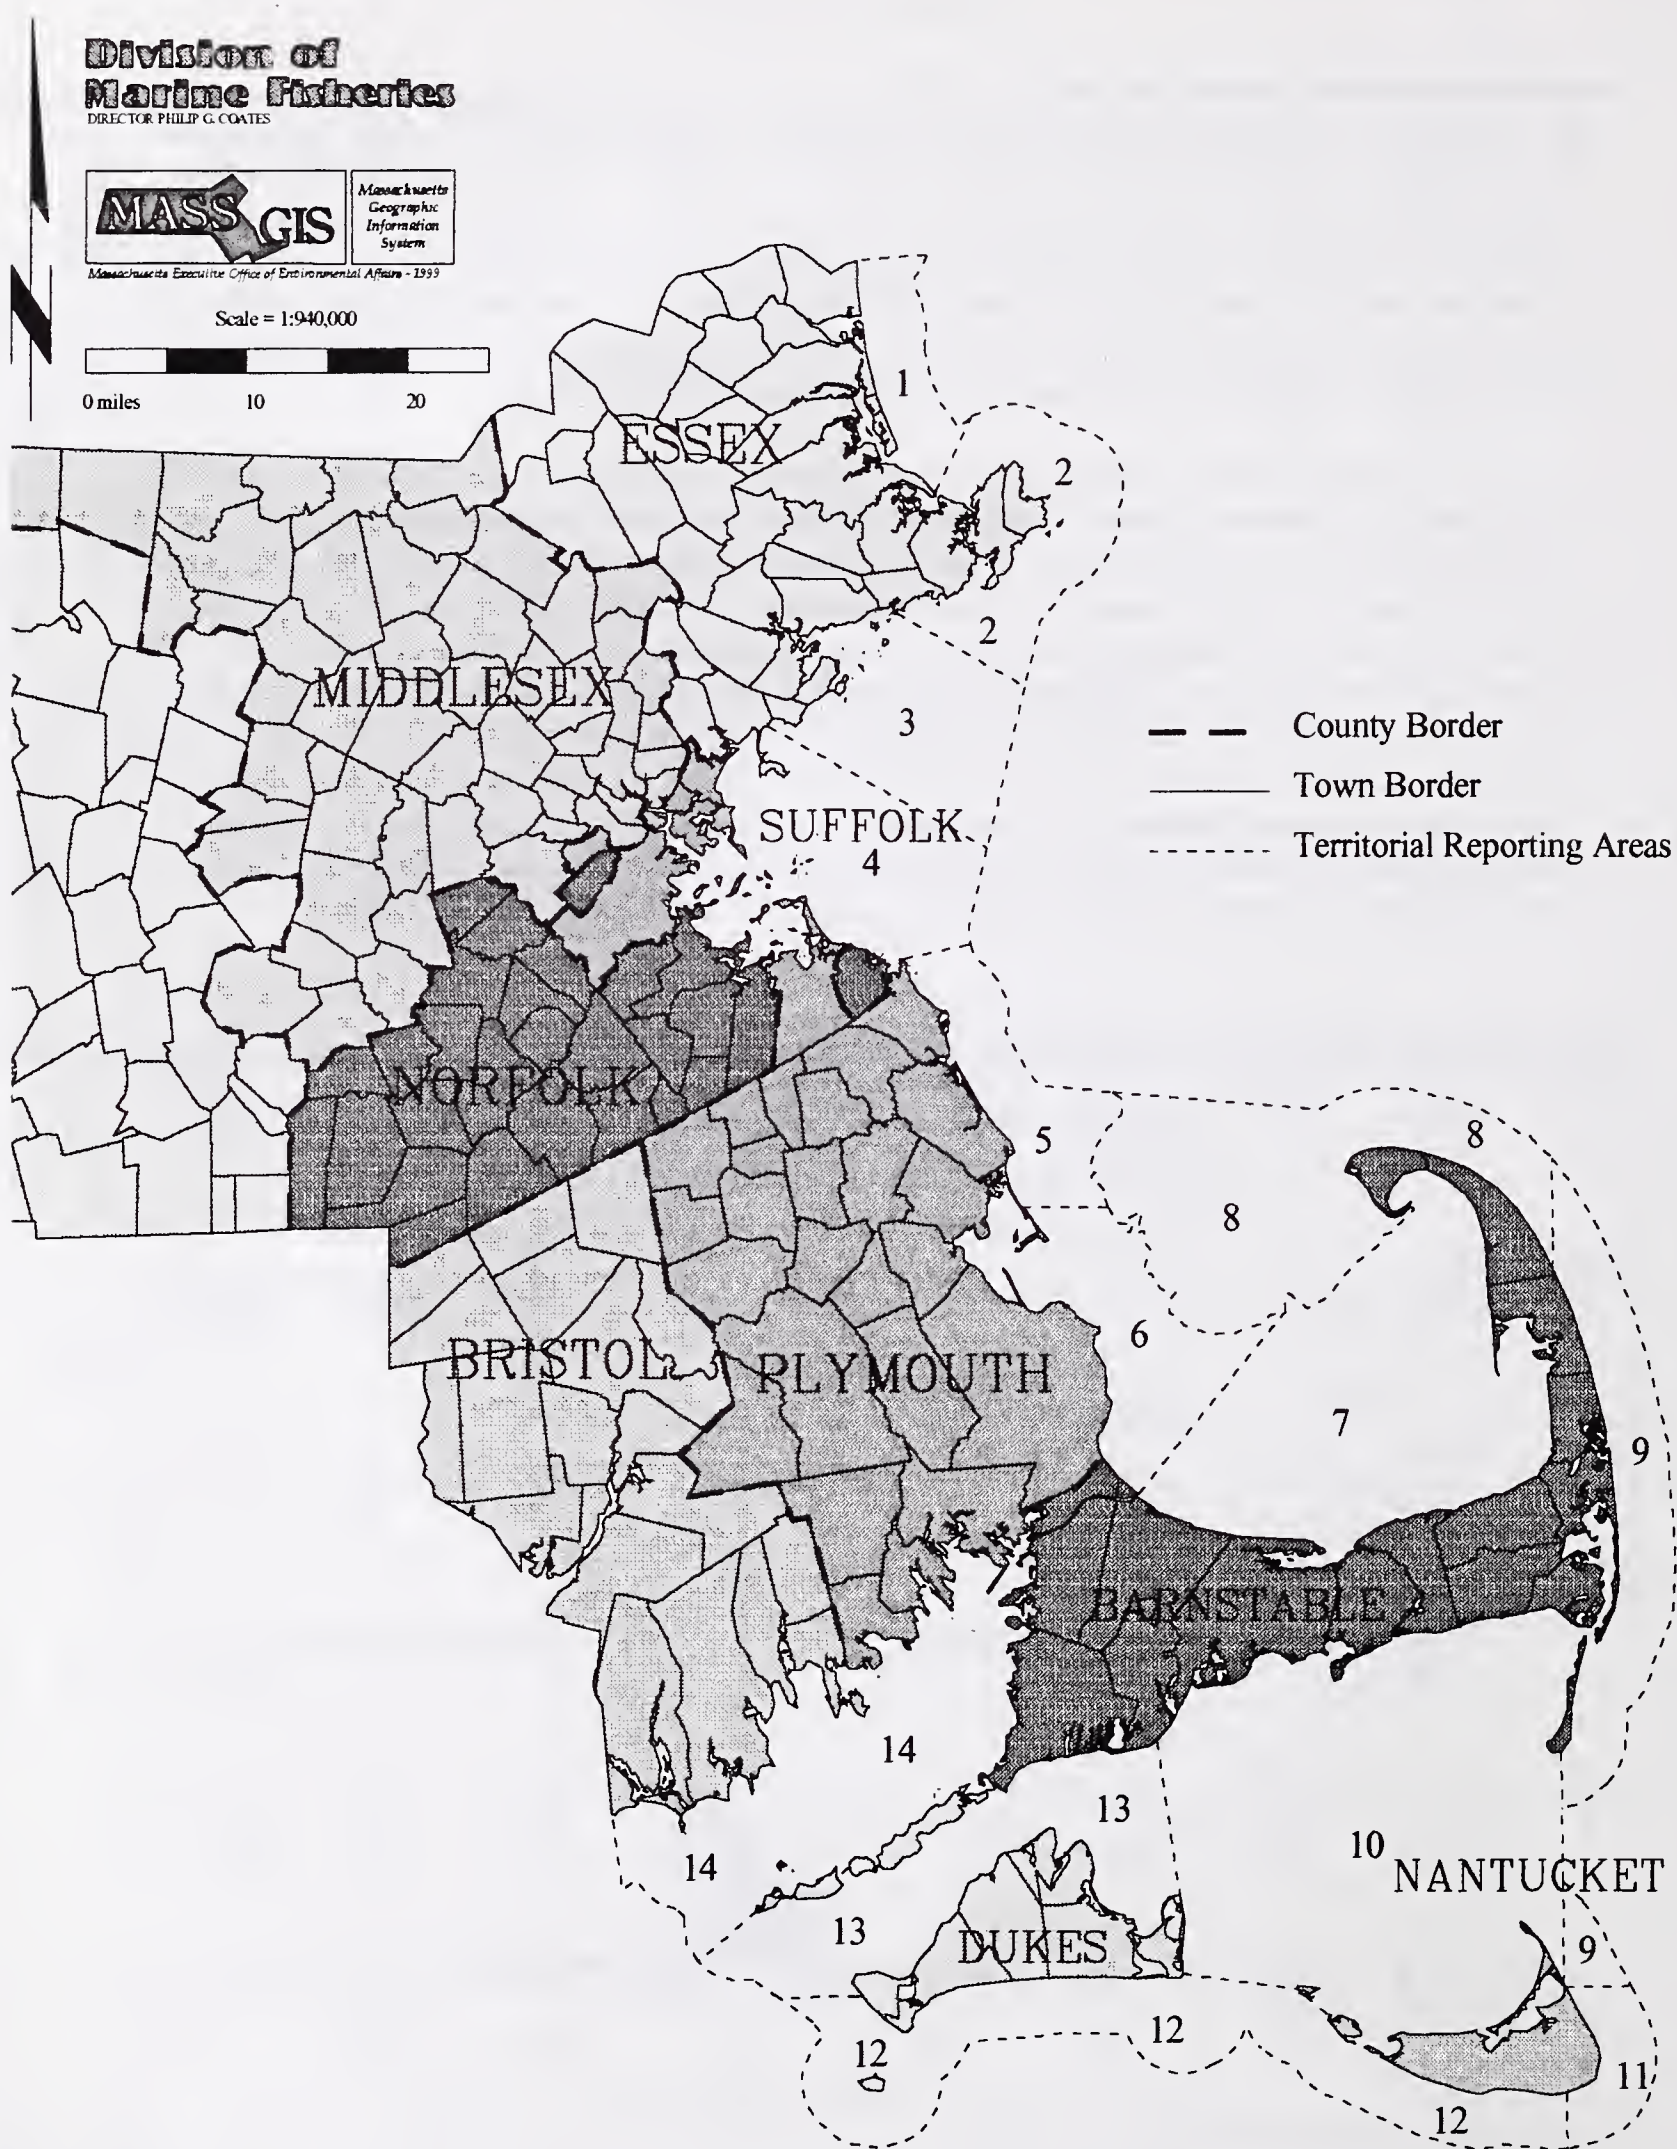 Division of
Marine Fisheries
DIRECTOR PHILIP G. COATES
MASS GIS
Massachusetts
Geographic
Information
System
Massachusetts Executive Office of Environmental Affairs - 1999
N
Scale = 1:940,000
0 miles 10 20
1
ESSEX
2
2
MIDDLESEX
3
County Border
Town Border
Territorial Reporting Areas
SUFFOLK
4
NORFOLK
5
8
8
6
BRISTOL
PLYMOUTH
7
9
BARNSTABLE
14
13
10
NANTUCKET
14
13
DUKES
9
12
12
11
12